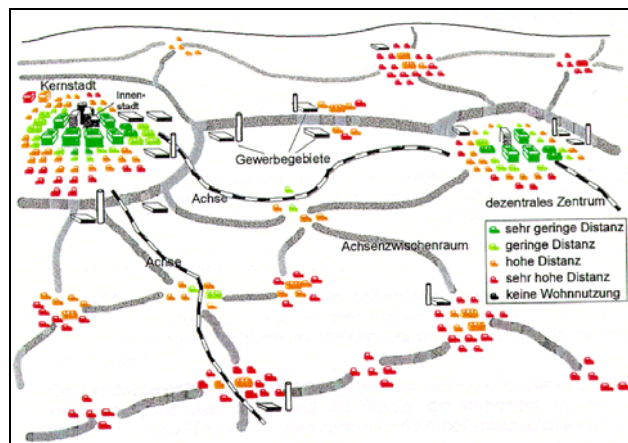 Kernstadt
Innen-
stadt
Gewerbegebiete
Achse
dezentrales Zentrum
Achsenzwischenraum
Achse
sehr geringe Distanz
geringe Distanz
hohe Distanz
sehr hohe Distanz
keine Wohnnutzung